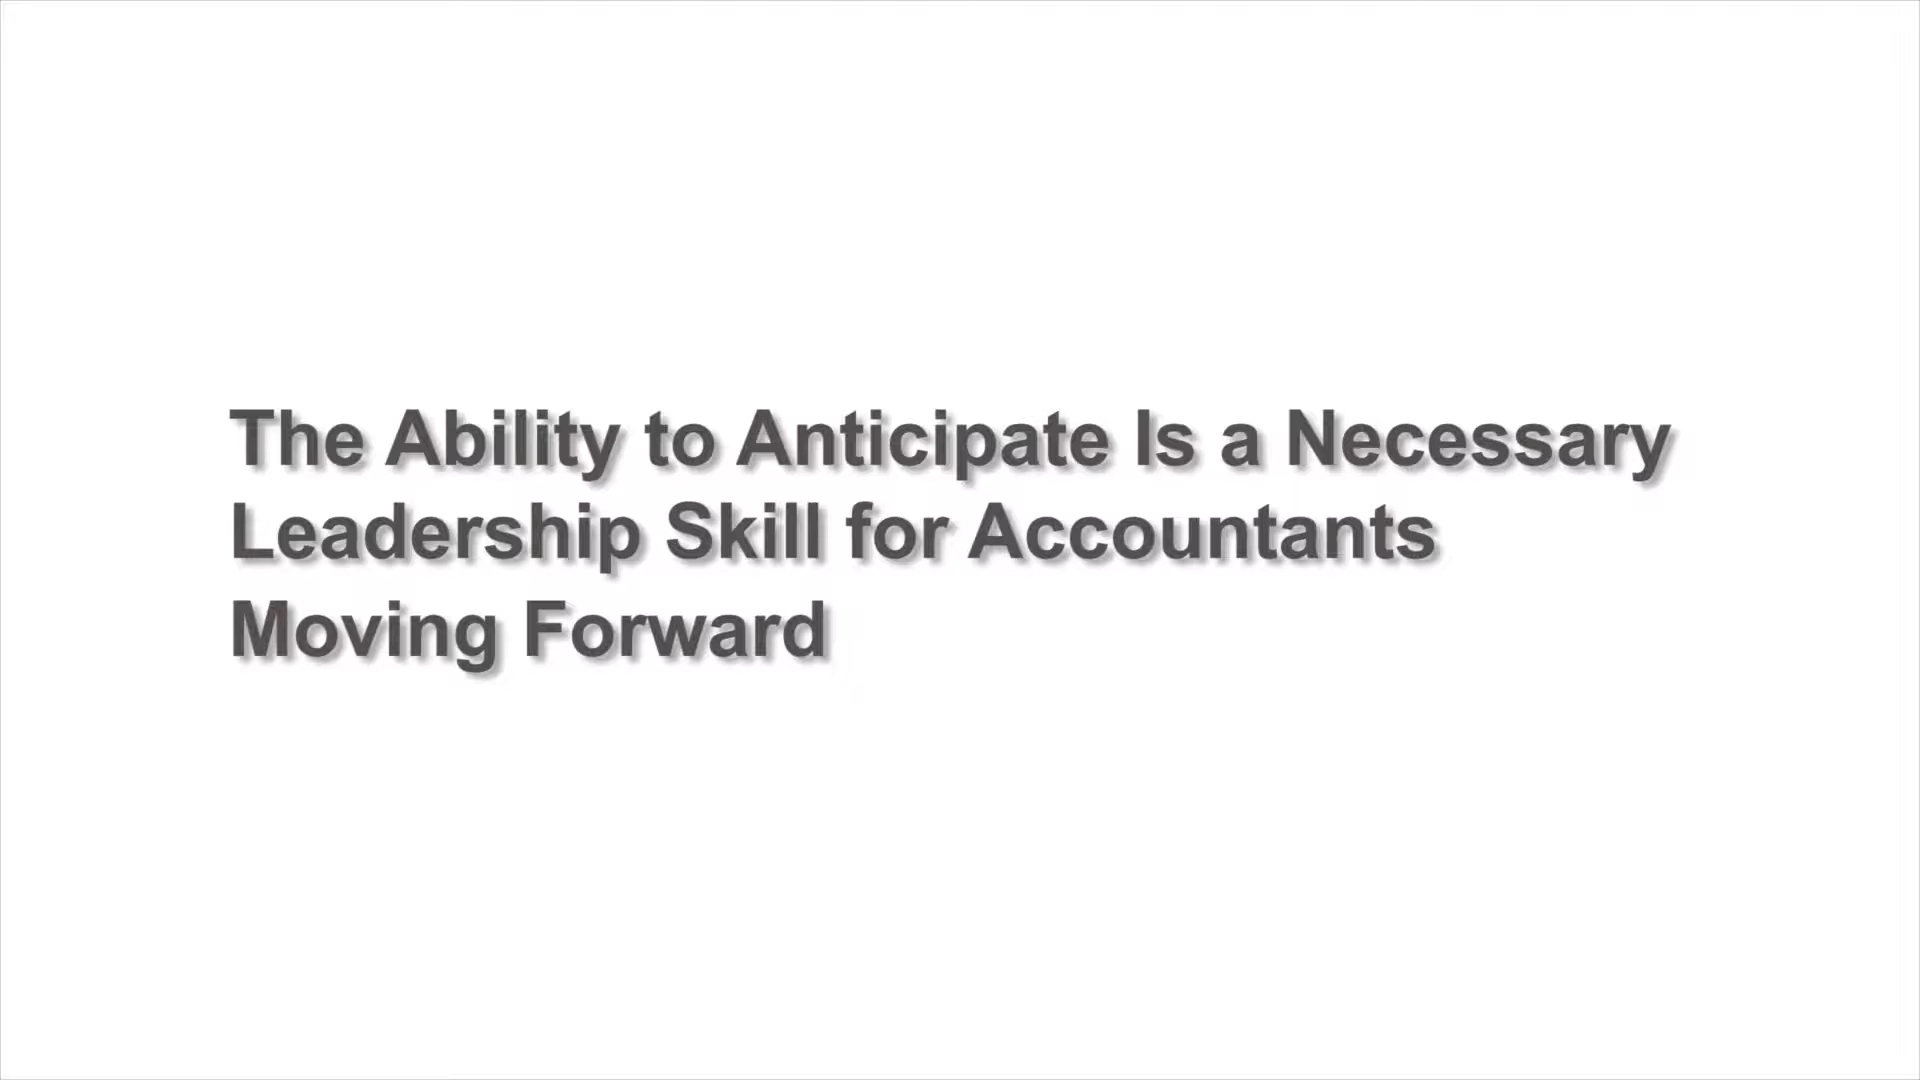 The Ability to Anticipate Is a Necessary
Leadership Skill for Accountants
Moving Forward